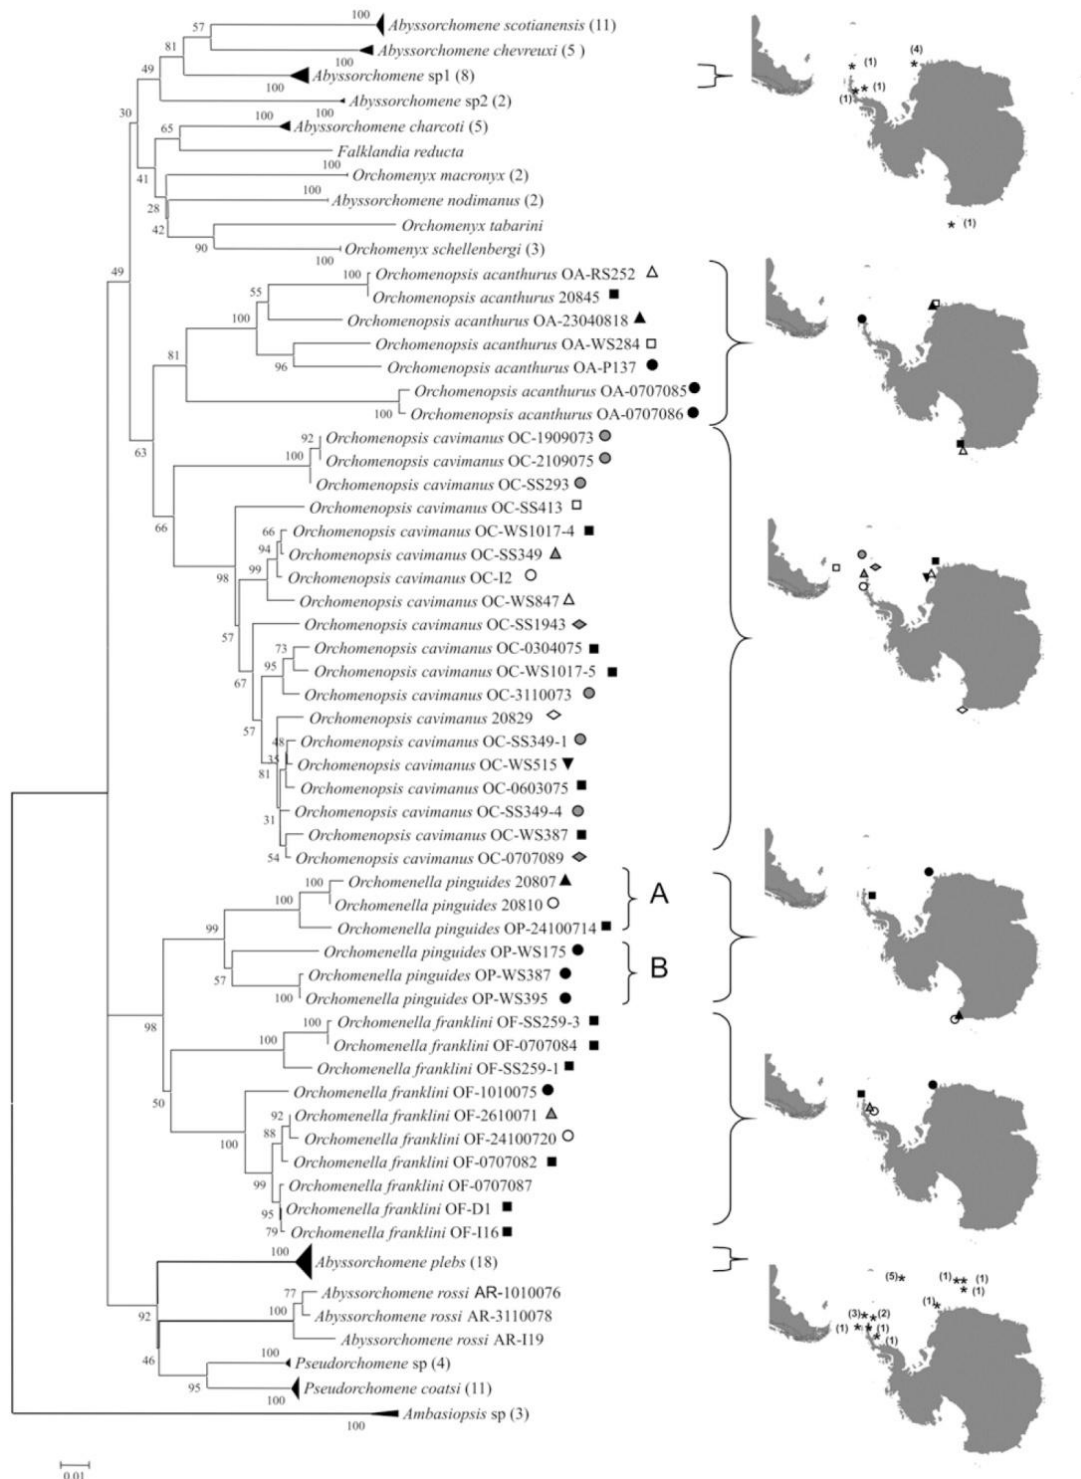 100
57
Abyssorchomene scotianensis (11)
81
Abyssorchomene chevreuxi (5 )
100
49
Abyssorchomene sp1 (8)
100
Abyssorchomene sp2 (2)
100
30
100
65
Abyssorchomene charcoti (5)
Falklandia reducta
100
41
Orchomenyx macronyx (2)
100
28
Abyssorchomene nodimanus (2)
42
Orchomenyx tabarini
90
Orchomenyx schellenbergi (3)
100
49
100
Orchomenopsis acanthurus OA-RS252
55
Orchomenopsis acanthurus 20845
100
Orchomenopsis acanthurus OA-23040818
Orchomenopsis acanthurus OA-WS284
81
96
Orchomenopsis acanthurus OA-P137
Orchomenopsis acanthurus OA-0707085
100
Orchomenopsis acanthurus OA-0707086
92
Orchomenopsis cavimanus OC-1909073
63
100
Orchomenopsis cavimanus OC-2109075
Orchomenopsis cavimanus OC-SS293
66
Orchomenopsis cavimanus OC-SS413
66
Orchomenopsis cavimanus OC-WS1017-4
94
Orchomenopsis cavimanus OC-SS349
98
99
Orchomenopsis cavimanus OC-I2
Orchomenopsis cavimanus OC-WS847
57
Orchomenopsis cavimanus OC-SS1943
73
Orchomenopsis cavimanus OC-0304075
95
Orchomenopsis cavimanus OC-WS1017-5
67
Orchomenopsis cavimanus OC-3110073
57
Orchomenopsis cavimanus 20829
48
Orchomenopsis cavimanus OC-SS349-1
35
Orchomenopsis cavimanus OC-WS515
81
Orchomenopsis cavimanus OC-0603075
Orchomenopsis cavimanus OC-SS349-4
31
Orchomenopsis cavimanus OC-WS387
54
Orchomenopsis cavimanus OC-0707089
100
Orchomenella pinguides 20807
A
100
Orchomenella pinguides 20810
99
Orchomenella pinguides OP-24100714
Orchomenella pinguides OP-WS175
B
57
Orchomenella pinguides OP-WS387
100
Orchomenella pinguides OP-WS395
98
100
Orchomenella franklini OF-SS259-3
100
Orchomenella franklini OF-0707084
Orchomenella franklini OF-SS259-1
50
Orchomenella franklini OF-1010075
92
Orchomenella franklini OF-2610071
100
88
Orchomenella franklini OF-24100720
Orchomenella franklini OF-0707082
99
Orchomenella franklini OF-0707087
95
Orchomenella franklini OF-D1
79
Orchomenella franklini OF-I16
100
Abyssorchomene plebs (18)
77
Abyssorchomene rossi AR-1010076
92
100
Abyssorchomene rossi AR-3110078
Abyssorchomene rossi AR-I19
46
100
Pseudorchomene sp (4)
95
Pseudorchomene coatsi (11)
100
Ambasiopsis sp (3)
100
0.01
(4)
* (1)
*
(1) * * (1)
* (1)
(5) *
(1) * * (1)
* (1)
(1) *
(3) * * (2)
(1) * * (1)
* (1)